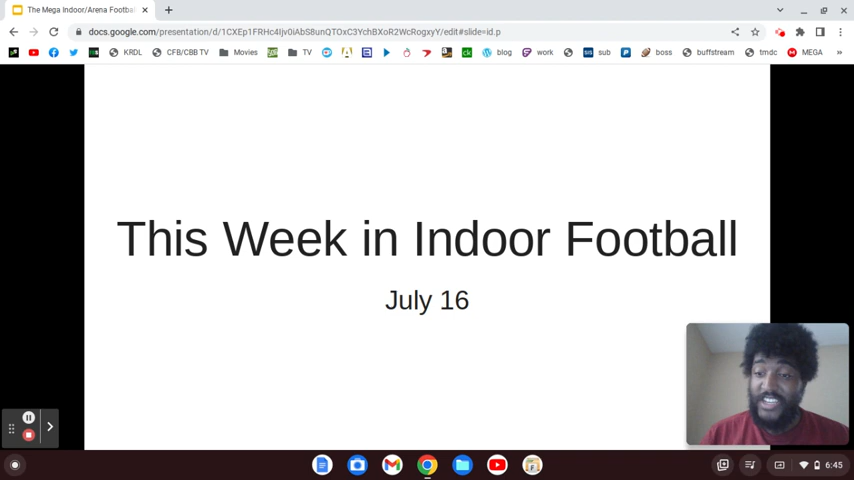 The Mega Indoor/Arena Footba
docs.google.com/presentation/d/1CXEp1FRHc4Ijv0iAbS8unQTOxC3YchBXoR2WcRogxyY/edit#slide=id.p
KRDL CFB/CBB TV Movies TV blog work sub boss buffstream tmdc MEGA »
This Week in Indoor Football
July 16
6:45